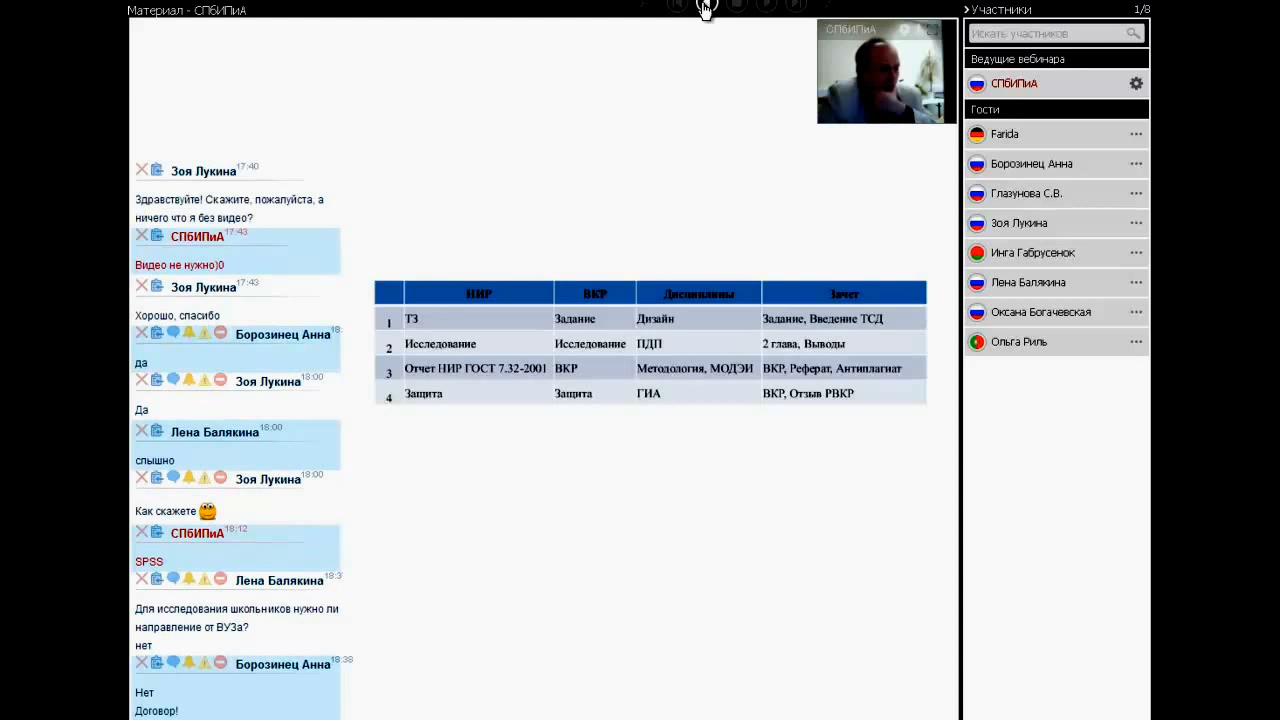 Материал - СПбИПиА
СПбИПиА
Зоя Лукина 17:40
Здравствуйте! Скажите, пожалуйста, а
ничего что я без видео?
СПбИПиА 17:43
Видео не нужно)0
Зоя Лукина 17:43
Хорошо, спасибо
Борозинец Анна 18:
да
Зоя Лукина 18:00
Да
Лена Балякина 18:00
слышно
Зоя Лукина 18:00
Как скажете
СПбИПиА 18:12
SPSS
Лена Балякина 18:3
Для исследования школьников нужно ли
направление от ВУЗа?
нет
Борозинец Анна 18:38
Нет
Договор!
НИР ВКР Дисциплины Зачет
1 ТЗ Задание Дизайн Задание, Введение ТСД
2 Исследование Исследование ПДП 2 глава, Выводы
3 Отчет НИР ГОСТ 7.32-2001 ВКР Методология, МОДЭИ ВКР, Реферат, Антиплагиат
4 Защита Защита ГИА ВКР, Отзыв РВКР
Участники 1/8
Искать участников
Ведущие вебинара
СПбИПиА
Гости
Farida
Борозинец Анна
Глазунова С.В.
Зоя Лукина
Инга Габрусенок
Лена Балякина
Оксана Богачевская
Ольга Риль